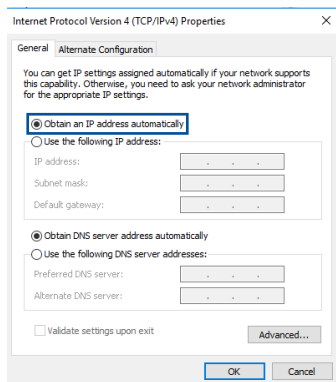 Internet Protocol Version 4 (TCP/IPv4) Properties
General Alternate Configuration
You can get IP settings assigned automatically if your network supports
this capability. Otherwise, you need to ask your network administrator
for the appropriate IP settings.
Obtain an IP address automatically
Use the following IP address:
IP address:
Subnet mask:
Default gateway:
Obtain DNS server address automatically
Use the following DNS server addresses:
Preferred DNS server:
Alternate DNS server:
Validate settings upon exit
Advanced...
OK Cancel